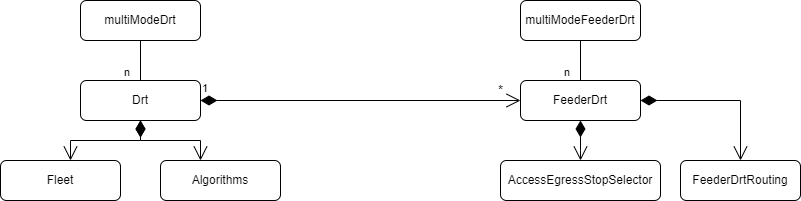 multiModeDrt
multiModeFeederDrt
n
n
Drt
1
*
FeederDrt
Fleet
Algorithms
AccessEgressStopSelector
FeederDrtRouting